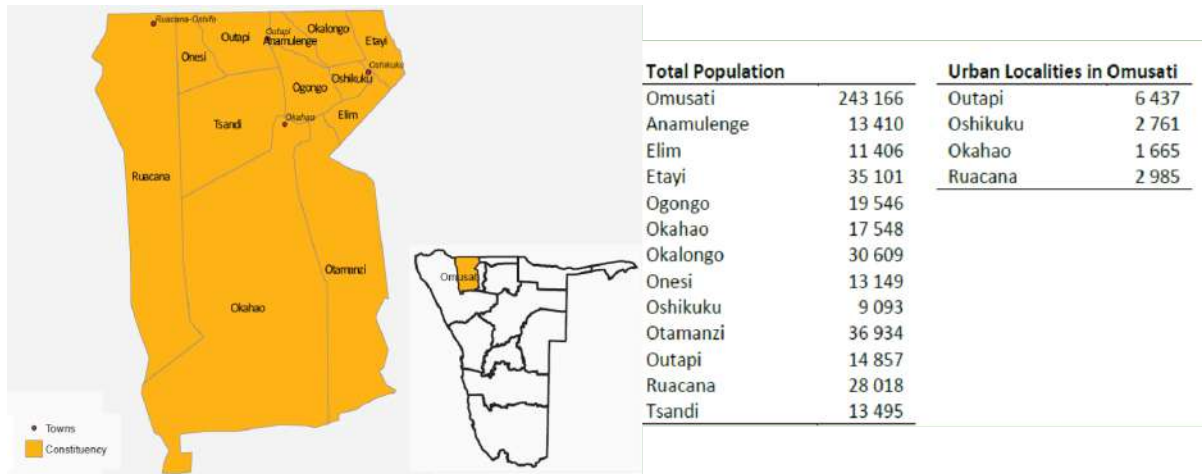 Ruacana-Oshifo
Outapi
Outapi
Okalongo
Anamulenge
Etayi
Onesi
Oshikuku
Oshikuku
Ogongo
Tsandi
Okahao
Elim
Ruacana
Otamanzi
Okahao
Towns
Constituency
Omusati
Total Population
Omusati 243 166
Anamulenge 13 410
Elim 11 406
Etayi 35 101
Ogongo 19 546
Okahao 17 548
Okalongo 30 609
Onesi 13 149
Oshikuku 9 093
Otamanzi 36 934
Outapi 14 857
Ruacana 28 018
Tsandi 13 495
Urban Localities in Omusati
Outapi 6 437
Oshikuku 2 761
Okahao 1 665
Ruacana 2 985